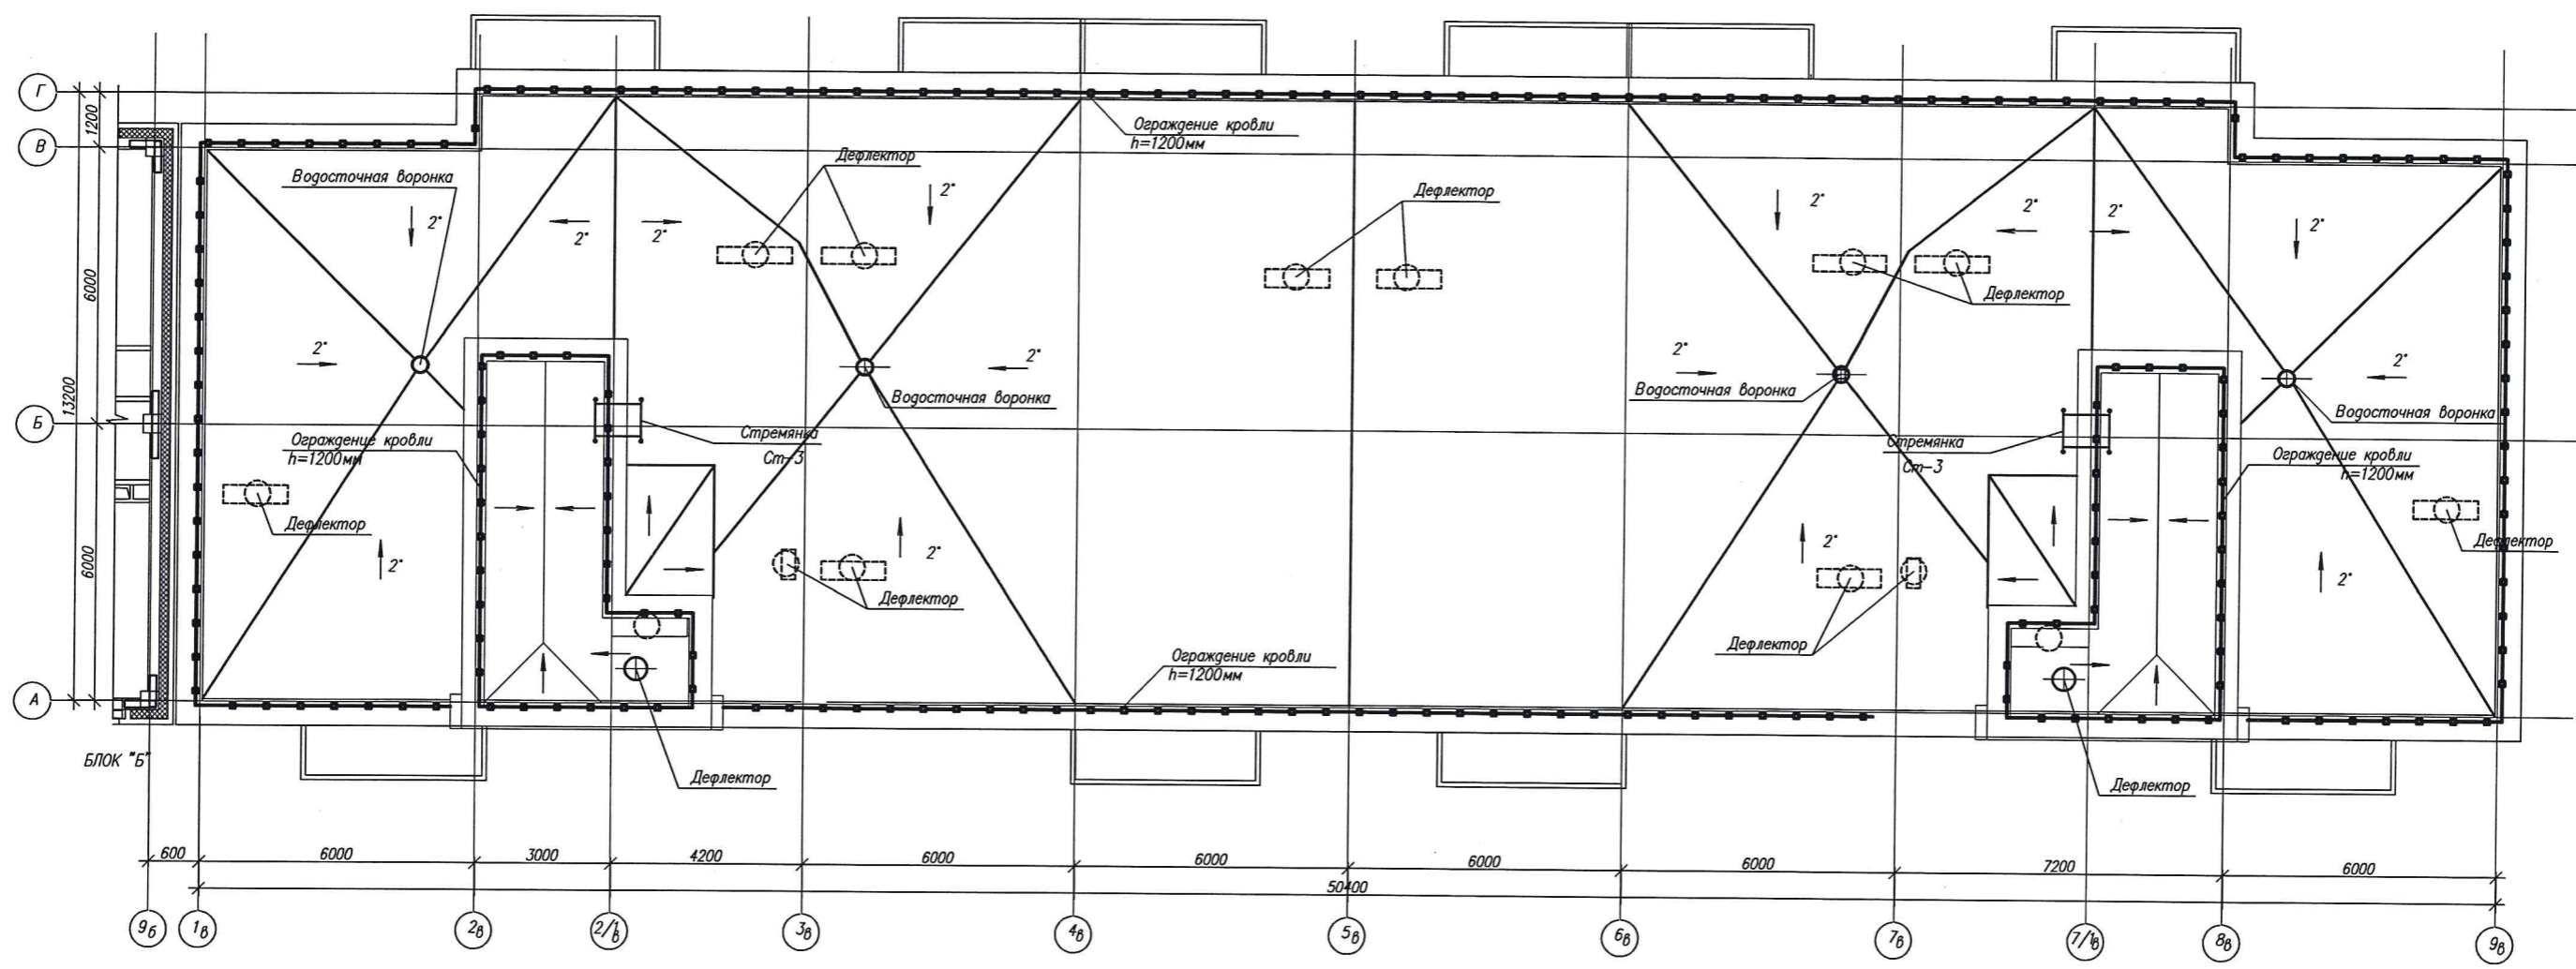 Г
1200
В
Ограждение кровли
h=1200мм
Дефлектор
Водосточная воронка
Дефлектор
2°
2°
2°
2°
2°
2°
2°
2°
2°
2°
Дефлектор
6000
13200
2°
2°
2°
2°
Водосточная воронка
Водосточная воронка
Водосточная воронка
Б
Ограждение кровли
h=1200мм
Стремянка
Ст-3
Стремянка
Ст-3
Ограждение кровли
h=1200мм
Дефлектор
Дефлектор
6000
2°
2°
2°
2°
Дефлектор
Дефлектор
Ограждение кровли
h=1200мм
А
БЛОК "Б"
Дефлектор
Дефлектор
600
6000
3000
4200
6000
6000
6000
6000
7200
6000
50400
9б
1в
2в
2/1в
3в
4в
5в
6в
7в
7/1в
8в
9в